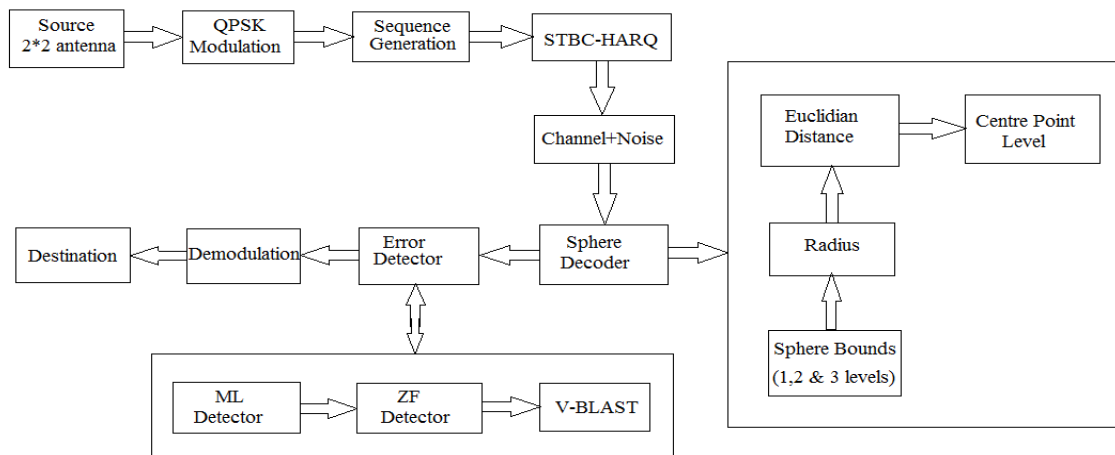 Source
2*2 antenna
QPSK
Modulation
Sequence
Generation
STBC-HARQ
Channel+Noise
Euclidian
Distance
Centre Point
Level
Destination
Demodulation
Error
Detector
Sphere
Decoder
Radius
Sphere Bounds
(1,2 & 3 levels)
ML
Detector
ZF
Detector
V-BLAST